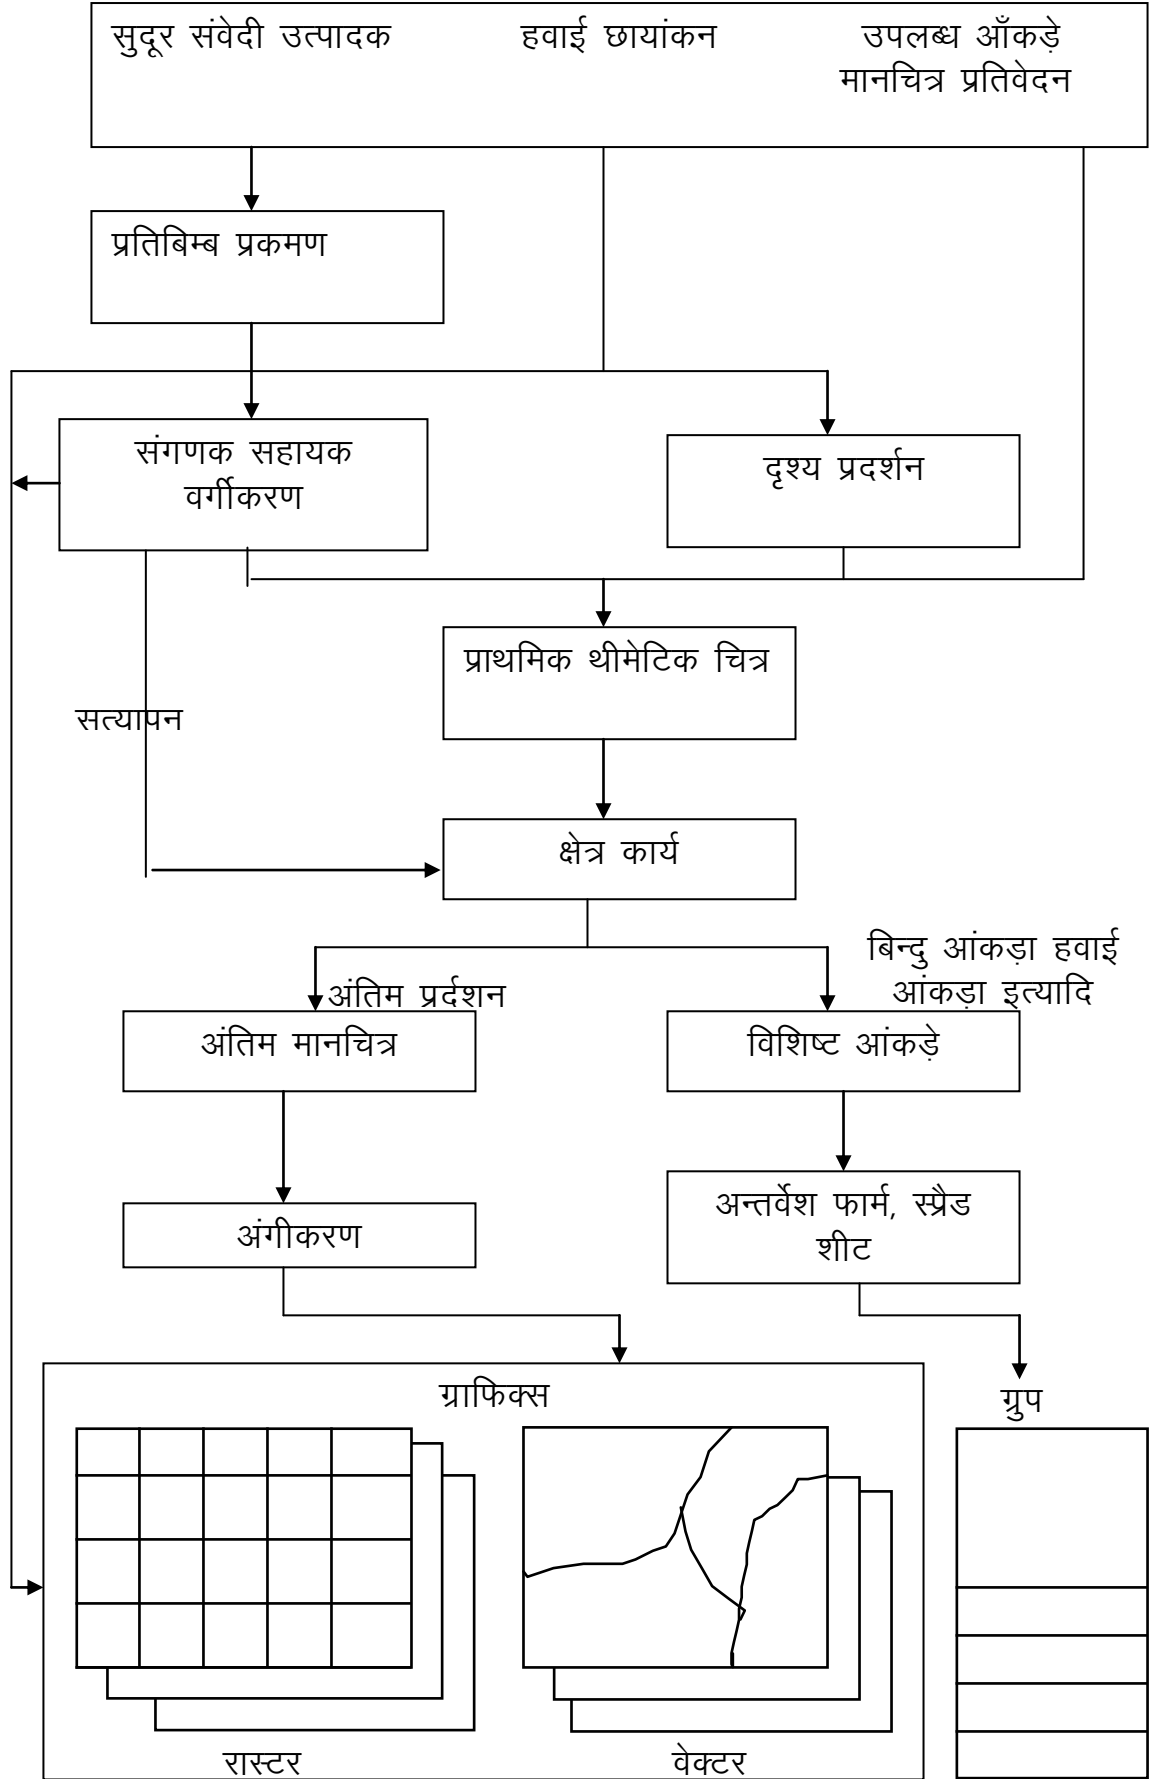 सुदूर संवेदी उत्पादक हवाई छायांकन उपलब्ध आँकड़े
मानचित्र प्रतिवेदन
प्रतिबिम्ब प्रकमण
संगणक सहायक
वर्गीकरण
दृश्य प्रदर्शन
प्राथमिक थीमेटिक चित्र
सत्यापन
क्षेत्र कार्य
बिन्दु आंकड़ा हवाई
आंकड़ा इत्यादि
अंतिम प्रर्दशन
अंतिम मानचित्र
विशिष्ट आंकड़े
अन्तर्वेश फार्म, स्प्रैड
शीट
अंगीकरण
ग्राफिक्स
ग्रुप
रास्टर
वेक्टर